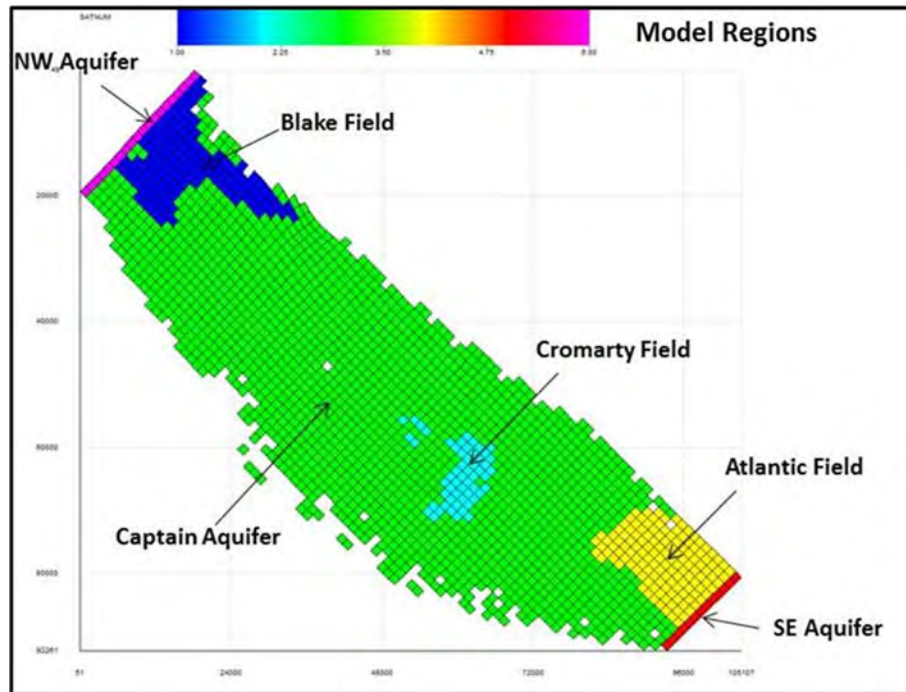 SATNUM
1.00 2.25 3.50 4.75 6.00
Model Regions
NW Aquifer
Blake Field
20000
40000
Cromarty Field
60000
Atlantic Field
Captain Aquifer
80000
SE Aquifer
90261
51 24000 48000 72000 96000 105107